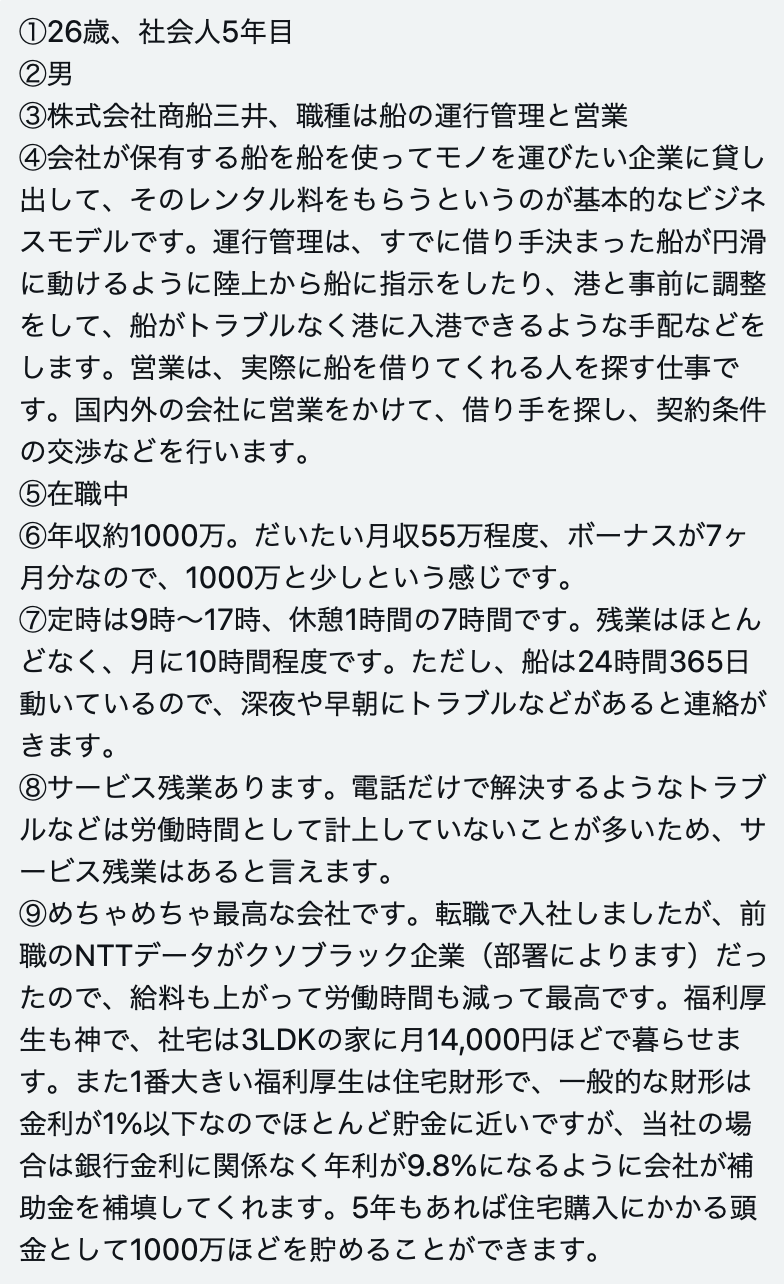 ①26歳、社会人5年目
②男
③株式会社商船三井、職種は船の運行管理と営業
④会社が保有する船を船を使ってモノを運びたい企業に貸し
出して、そのレンタル料をもらうというのが基本的なビジネ
スモデルです。運行管理は、すでに借り手決まった船が円滑
に動けるように陸上から船に指示をしたり、港と事前に調整
をして、船がトラブルなく港に入港できるような手配などを
します。営業は、実際に船を借りてくれる人を探す仕事で
す。国内外の会社に営業をかけて、借り手を探し、契約条件
の交渉などを行います。
⑤在職中
⑥年収約1000万。だいたい月収55万程度、ボーナスが7ヶ
月分なので、1000万と少しという感じです。
⑦定時は9時〜17時、休憩1時間の7時間です。残業はほとん
どなく、月に10時間程度です。ただし、船は24時間365日
動いているので、深夜や早朝にトラブルなどがあると連絡が
きます。
⑧サービス残業あります。電話だけで解決するようなトラブ
ルなどは労働時間として計上していないことが多いため、サ
ービス残業はあると言えます。
⑨めちゃめちゃ最高な会社です。転職で入社しましたが、前
職のNTTデータがクソブラック企業（部署によります）だっ
たので、給料も上がって労働時間も減って最高です。福利厚
生も神で、社宅は3LDKの家に月14,000円ほどで暮らせま
す。また1番大きい福利厚生は住宅財形で、一般的な財形は
金利が1%以下なのでほとんど貯金に近いですが、当社の場
合は銀行金利に関係なく年利が9.8%になるように会社が補
助金を補填してくれます。5年もあれば住宅購入にかかる頭
金として1000万ほどを貯めることができます。